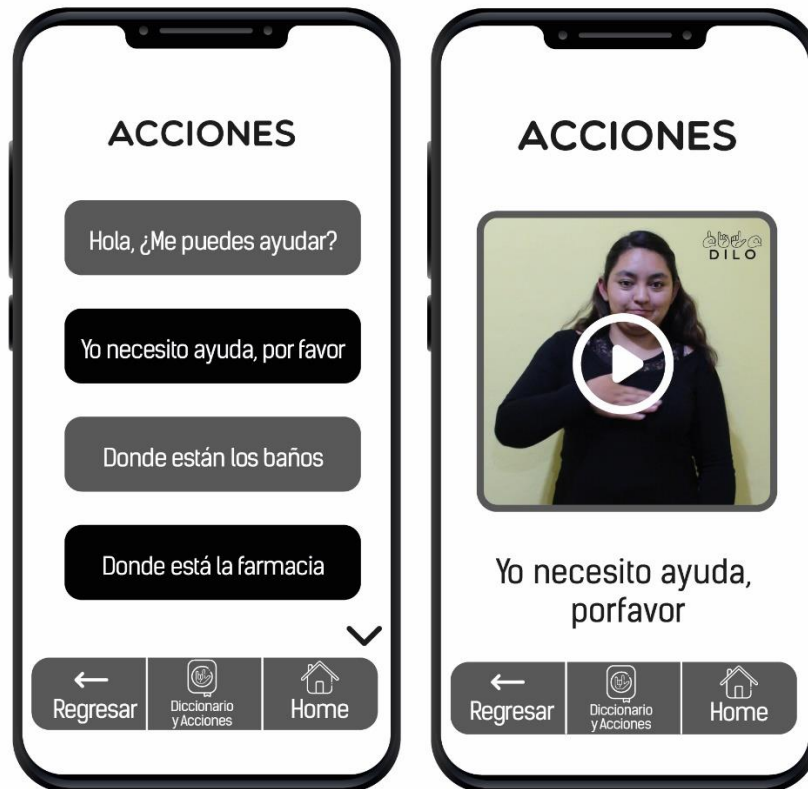 ACCIONES
Hola, ¿Me puedes ayudar?
Yo necesito ayuda, por favor
Donde están los baños
Donde está la farmacia
Regresar
Diccionario
y Acciones
Home
ACCIONES
DILO
Yo necesito ayuda,
porfavor
Regresar
Diccionario
y Acciones
Home